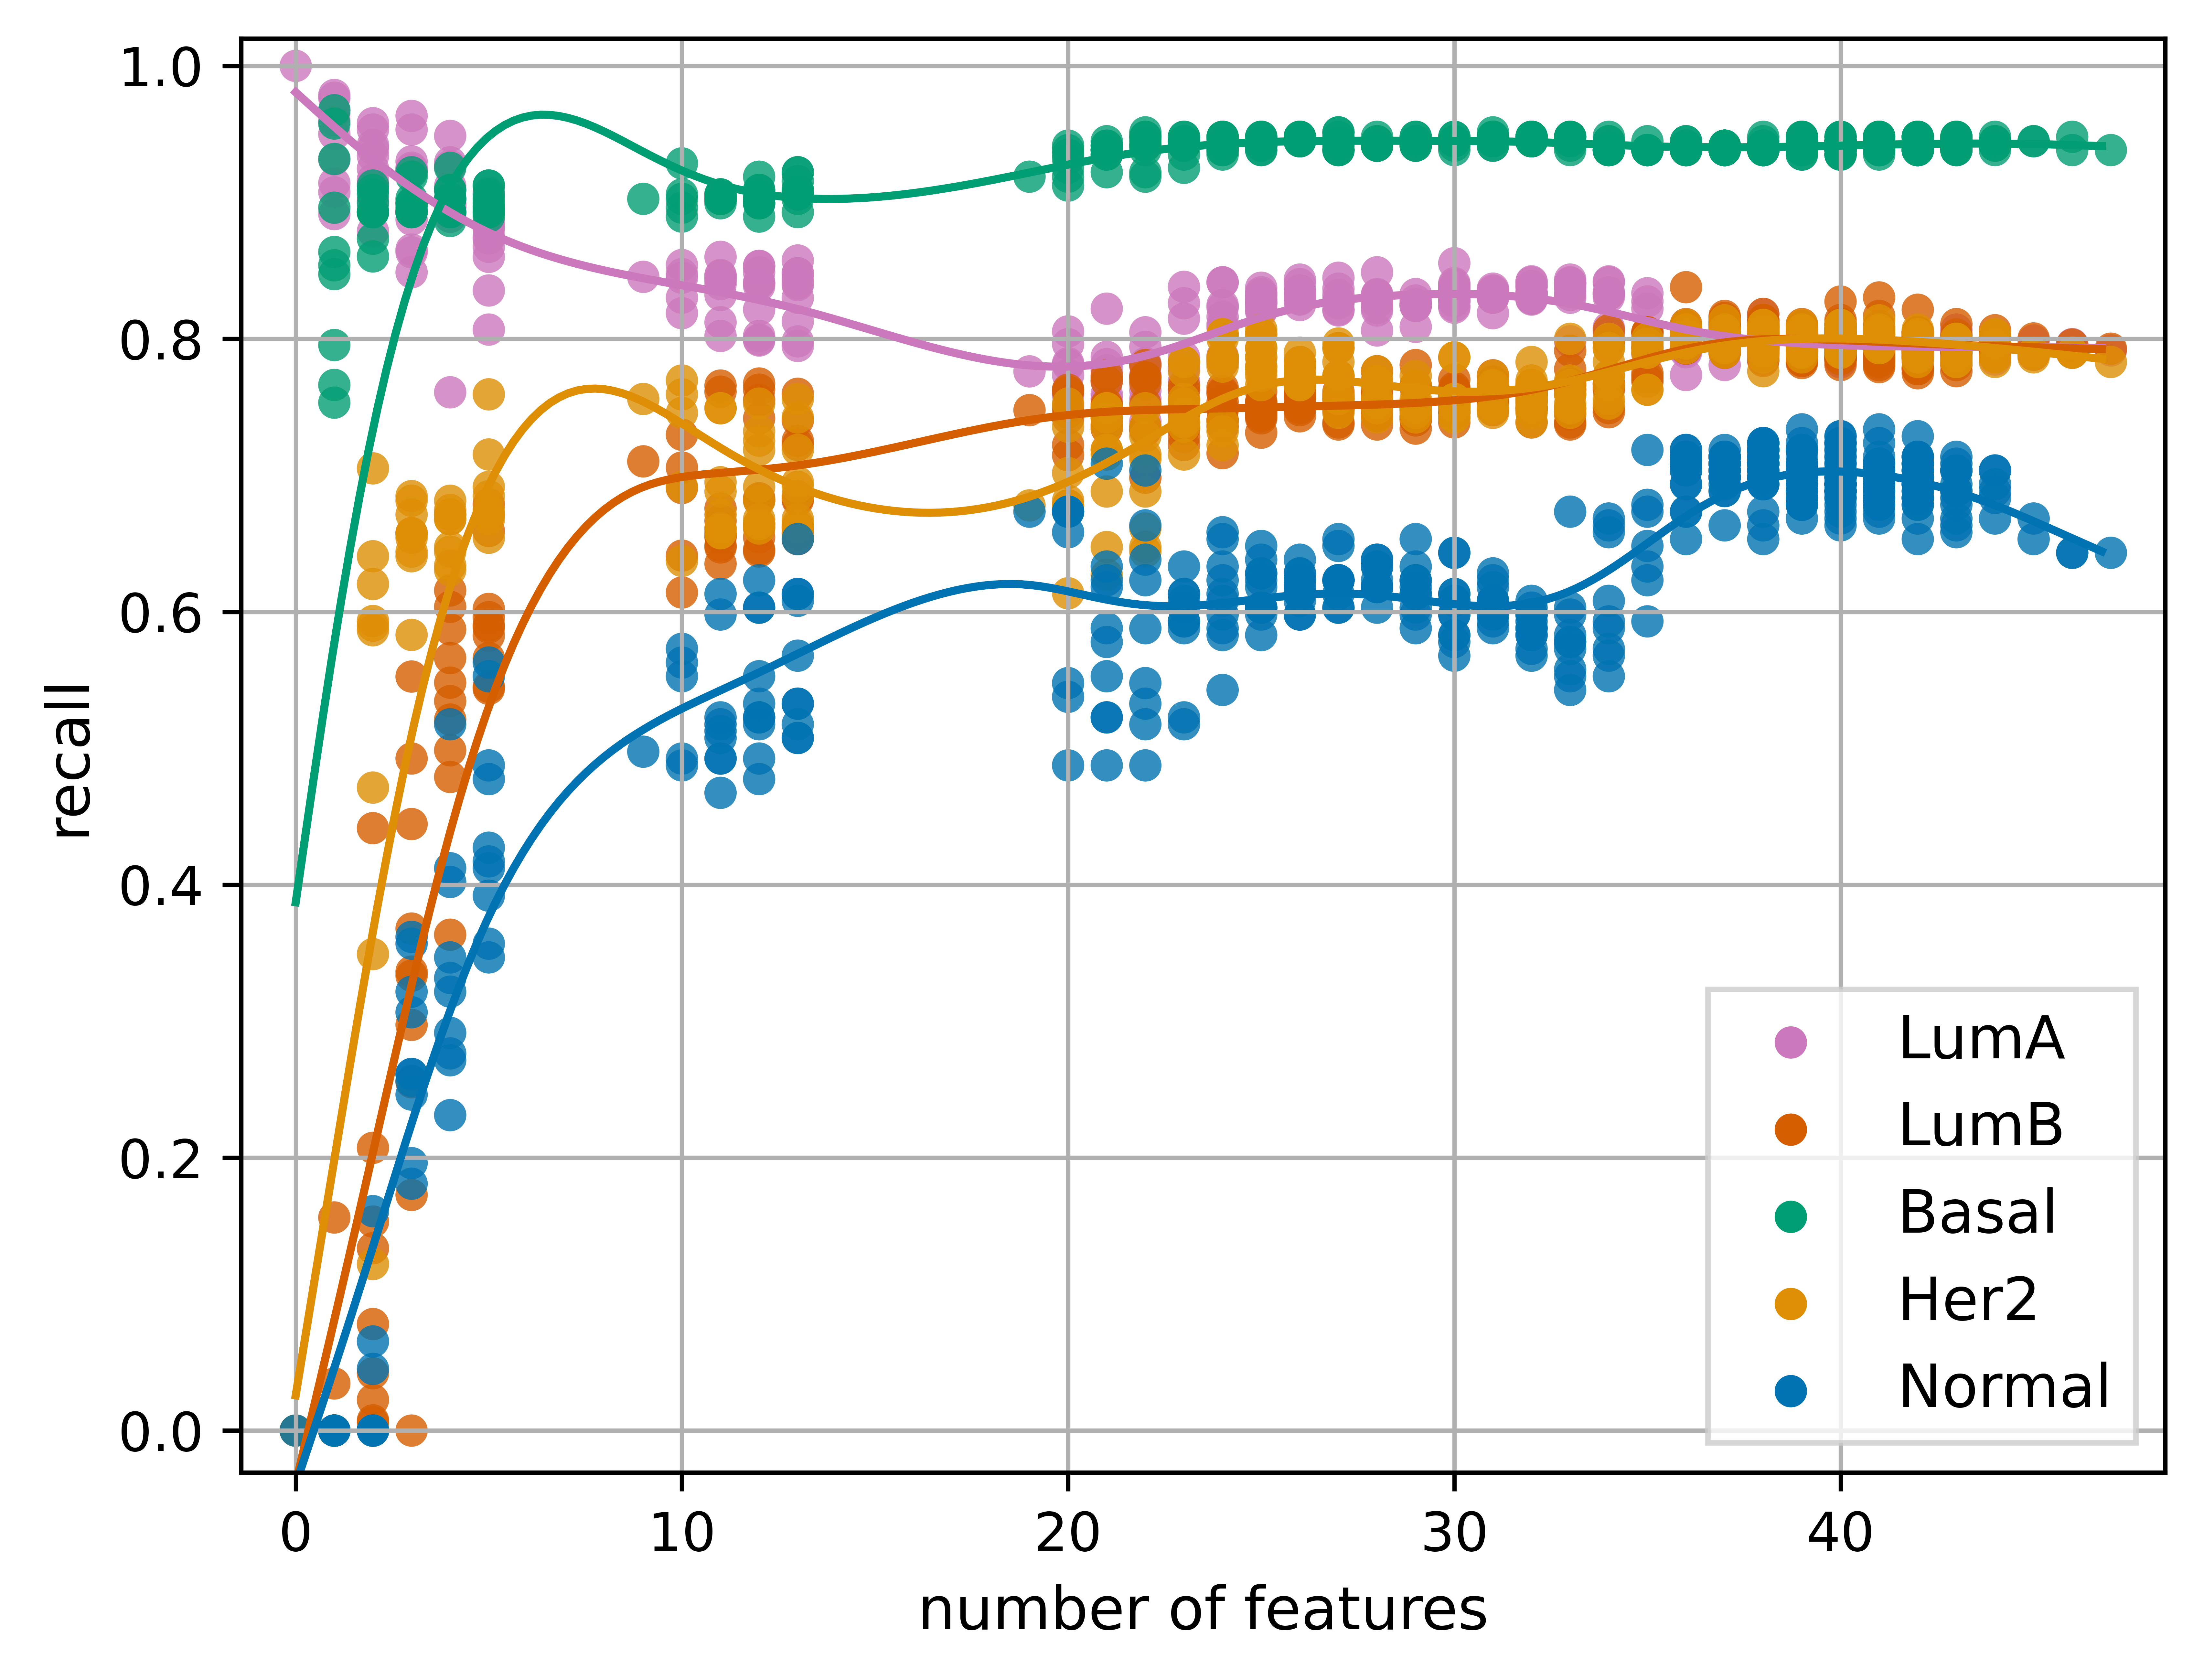 1.0
0.8
0.6
0.4
0.2
0.0
recall
0 10 20 30 40
number of features
LumA
LumB
Basal
Her2
Normal